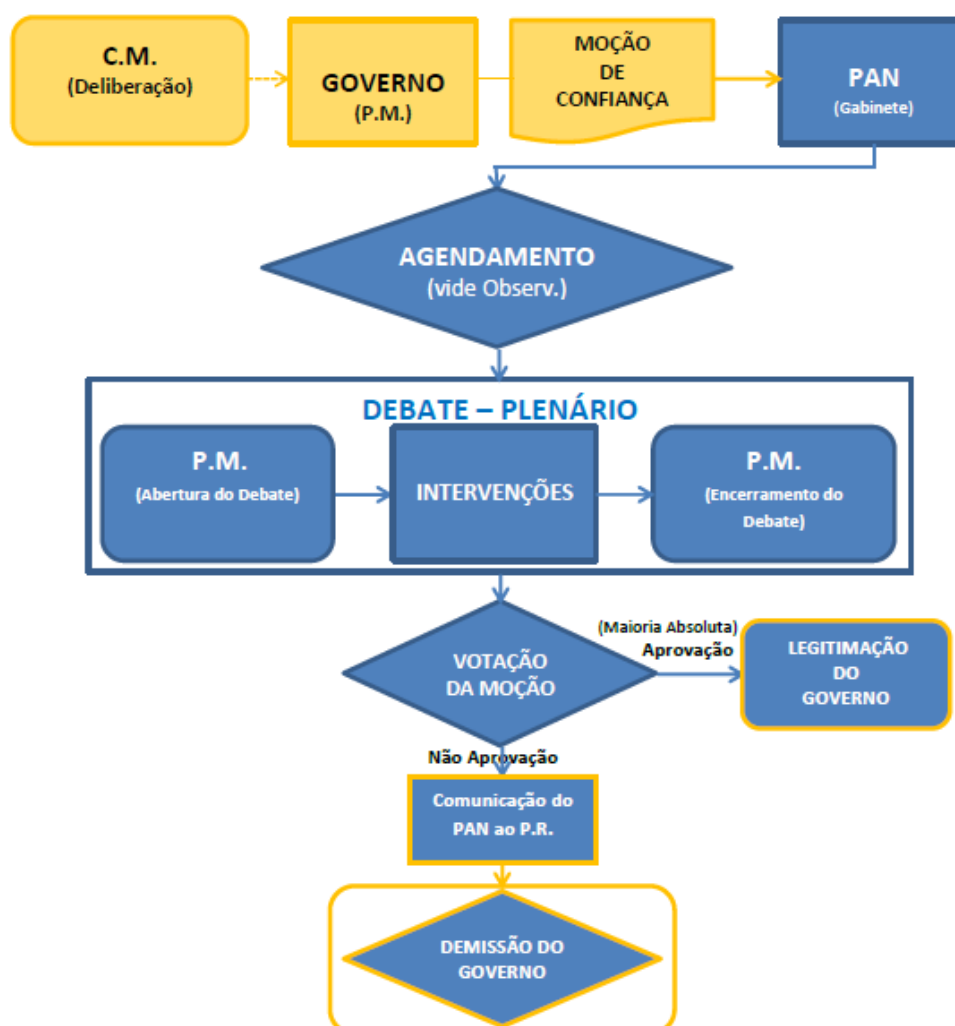 C.M.
(Deliberação)
GOVERNO
(P.M.)
MOÇÃO
DE
CONFIANÇA
PAN
(Gabinete)
AGENDAMENTO
(vide Observ.)
DEBATE – PLENÁRIO
P.M.
(Abertura do Debate)
INTERVENÇÕES
P.M.
(Encerramento do
Debate)
VOTAÇÃO
DA MOÇÃO
(Maioria Absoluta)
Aprovação
LEGITIMAÇÃO
DO
GOVERNO
Não Aprovação
Comunicação do
PAN ao P.R.
DEMISSÃO DO
GOVERNO